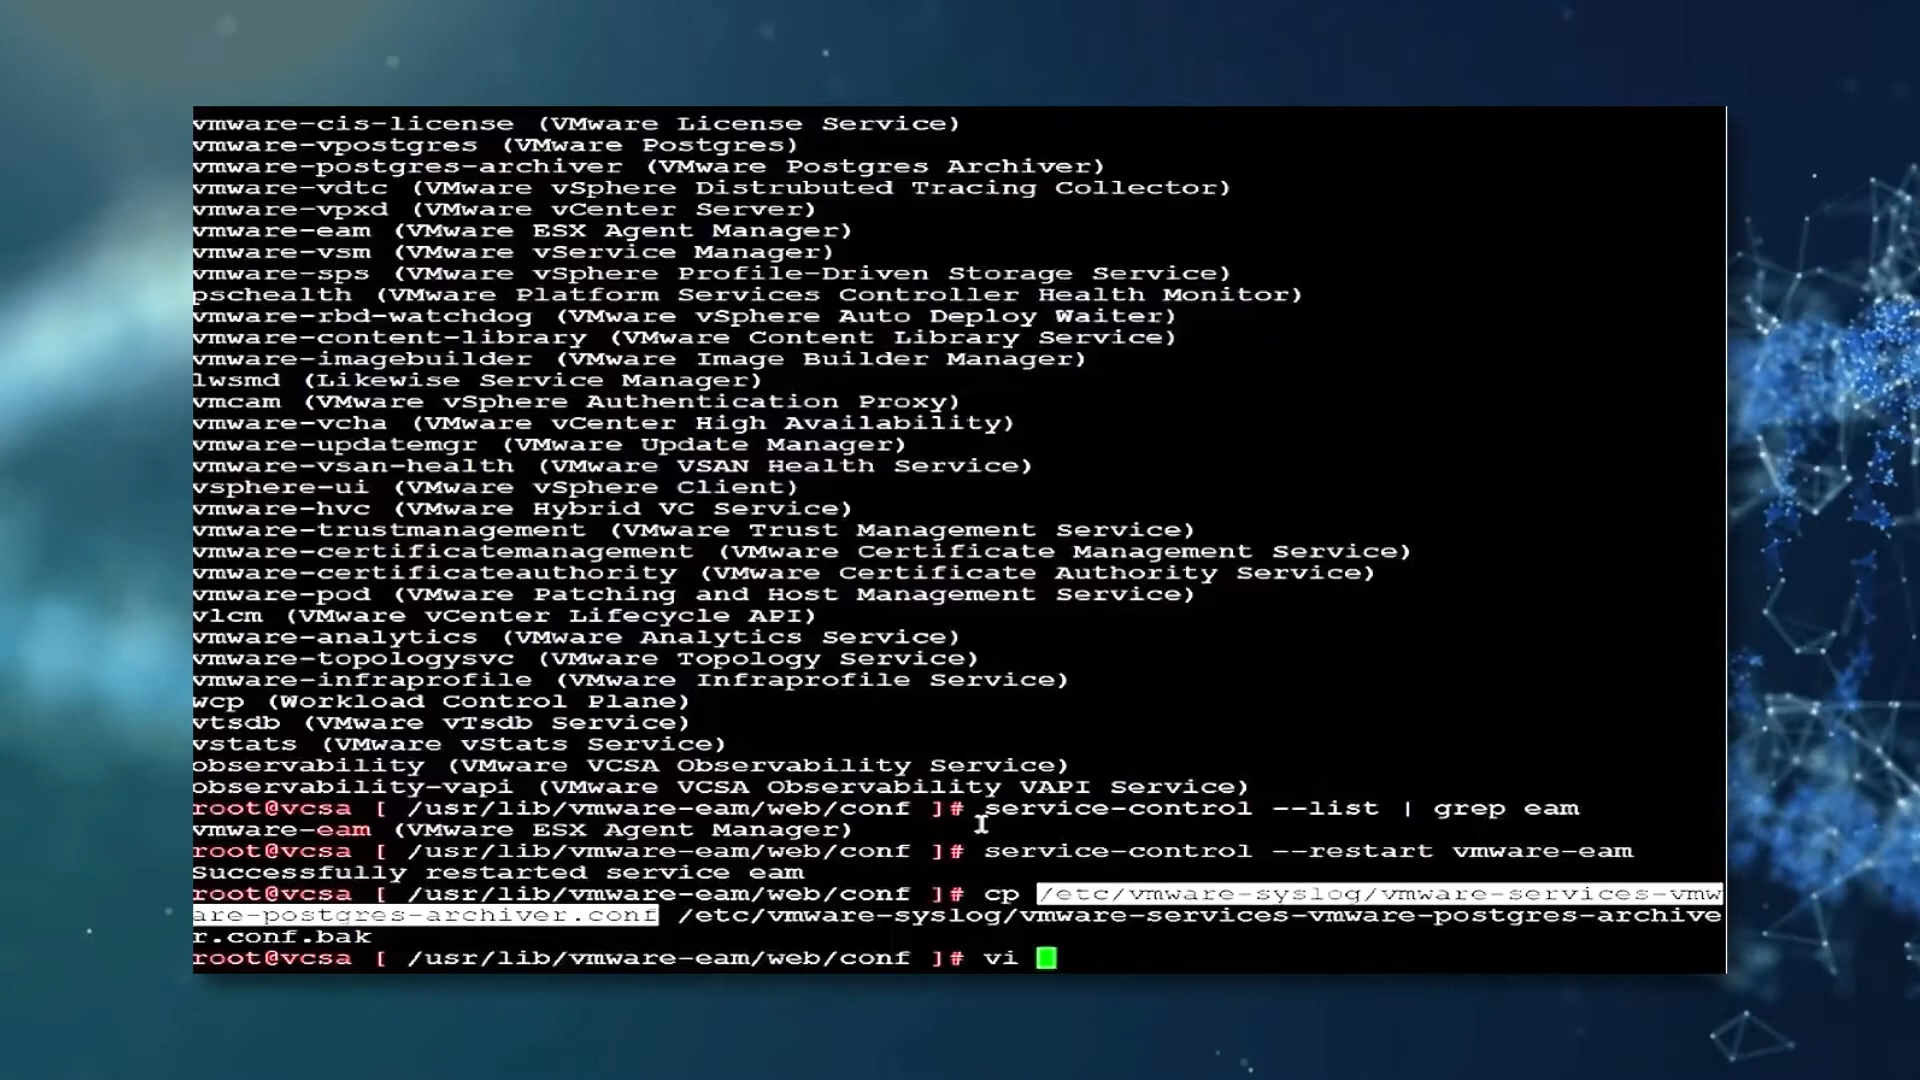 vmware-cis-license (VMware License Service)
vmware-vpostgres (VMware Postgres)
vmware-postgres-archiver (VMware Postgres Archiver)
vmware-vdtc (VMware vSphere Distrubuted Tracing Collector)
vmware-vpxd (VMware vCenter Server)
vmware-eam (VMware ESX Agent Manager)
vmware-vsm (VMware vService Manager)
vmware-sps (VMware vSphere Profile-Driven Storage Service)
pschealth (VMware Platform Services Controller Health Monitor)
vmware-rbd-watchdog (VMware vSphere Auto Deploy Waiter)
vmware-content-library (VMware Content Library Service)
vmware-imagebuilder (VMware Image Builder Manager)
lwsmd (Likewise Service Manager)
vmcam (VMware vSphere Authentication Proxy)
vmware-vcha (VMware vCenter High Availability)
vmware-updatemgr (VMware Update Manager)
vmware-vsan-health (VMware VSAN Health Service)
vsphere-ui (VMware vSphere Client)
vmware-hvc (VMware Hybrid VC Service)
vmware-trustmanagement (VMware Trust Management Service)
vmware-certificatemanagement (VMware Certificate Management Service)
vmware-certificateauthority (VMware Certificate Authority Service)
vmware-pod (VMware Patching and Host Management Service)
vlcm (VMware vCenter Lifecycle API)
vmware-analytics (VMware Analytics Service)
vmware-topologysvc (VMware Topology Service)
vmware-infraprofile (VMware Infraprofile Service)
wcp (Workload Control Plane)
vtsdb (VMware vTsdb Service)
vstats (VMware vStats Service)
observability (VMware VCSA Observability Service)
observability-vapi (VMware VCSA Observability VAPI Service)
root@vcsa [ /usr/lib/vmware-eam/web/conf ]# service-control --list | grep eam
vmware-eam (VMware ESX Agent Manager)
root@vcsa [ /usr/lib/vmware-eam/web/conf ]# service-control --restart vmware-eam
Successfully restarted service eam
root@vcsa [ /usr/lib/vmware-eam/web/conf ]# cp /etc/vmware-syslog/vmware-services-vmw
are-postgres-archiver.conf /etc/vmware-syslog/vmware-services-vmware-postgres-archive
r.conf.bak
root@vcsa [ /usr/lib/vmware-eam/web/conf ]# vi